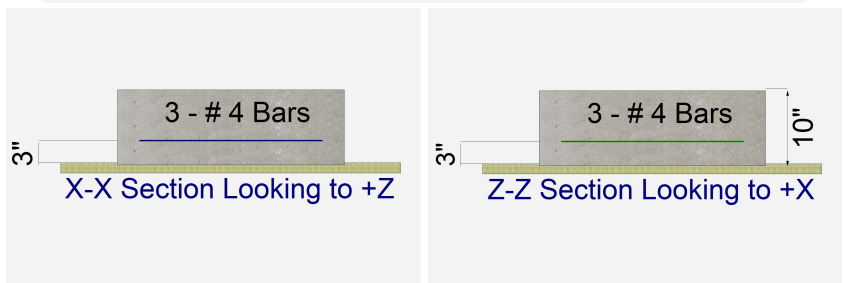 3 - # 4 Bars
3"
X-X Section Looking to +Z
3 - # 4 Bars
10"
3"
Z-Z Section Looking to +X